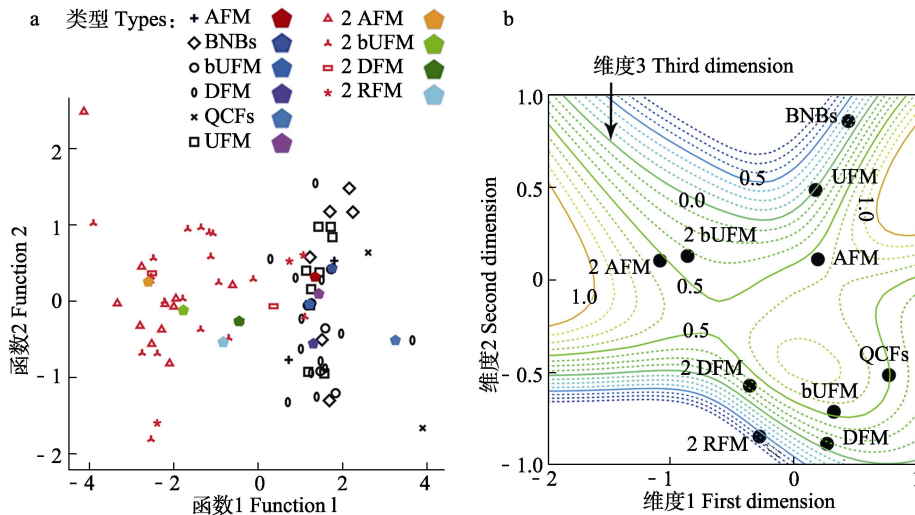 a
类型 Types：
AFM
BNBs
bUFM
DFM
QCFs
UFM
2 AFM
2 bUFM
2 DFM
2 RFM
函数2 Function 2
2
1
0
- 1
- 2
- 4
- 2
0
2
4
函数1 Function l
b
维度3 Third dimension
维度2 Second dimension
1.0
0.5
0
- 0.5
- 1.0
BNBs
0.5
UFM
0.0
1.0
2 bUFM
AFM
2 AFM
0.5
1.0
0.5
QCFs
2 DFM
bUFM
2 RFM
DFM
- 2
- 1
0
1
维度1 First dimension